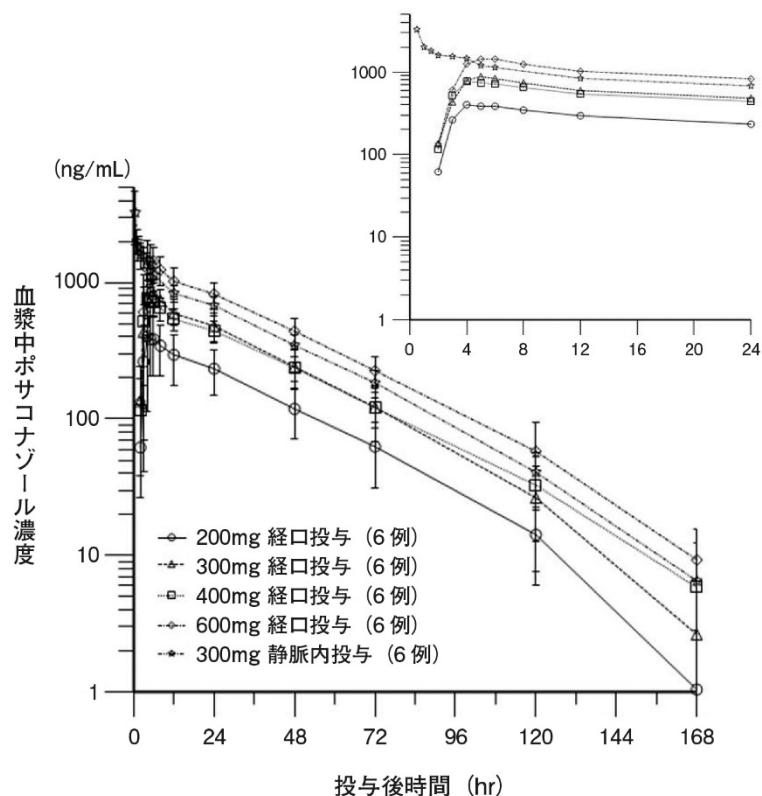 1000
100
10
1
0 4 8 12 16 20 24
(ng/mL)
血漿中ポサコナゾール濃度
1000
100
10
1
200mg 経口投与（6 例）
300mg 経口投与（6 例）
400mg 経口投与（6 例）
600mg 経口投与（6 例）
300mg 静脈内投与（6 例）
0 24 48 72 96 120 144 168
投与後時間（hr）